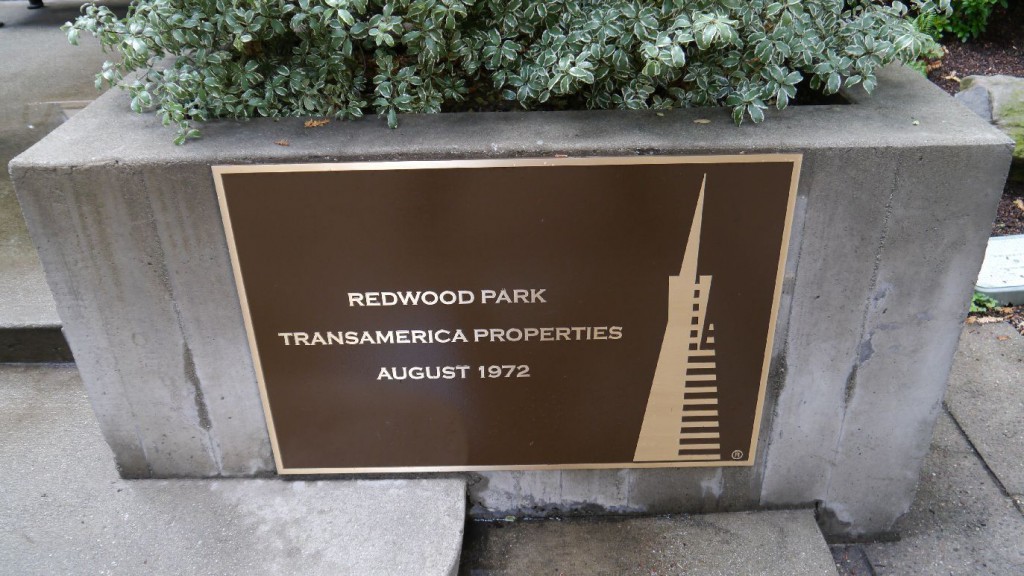 REDWOOD PARK
TRANSAMERICA PROPERTIES
AUGUST 1972
®